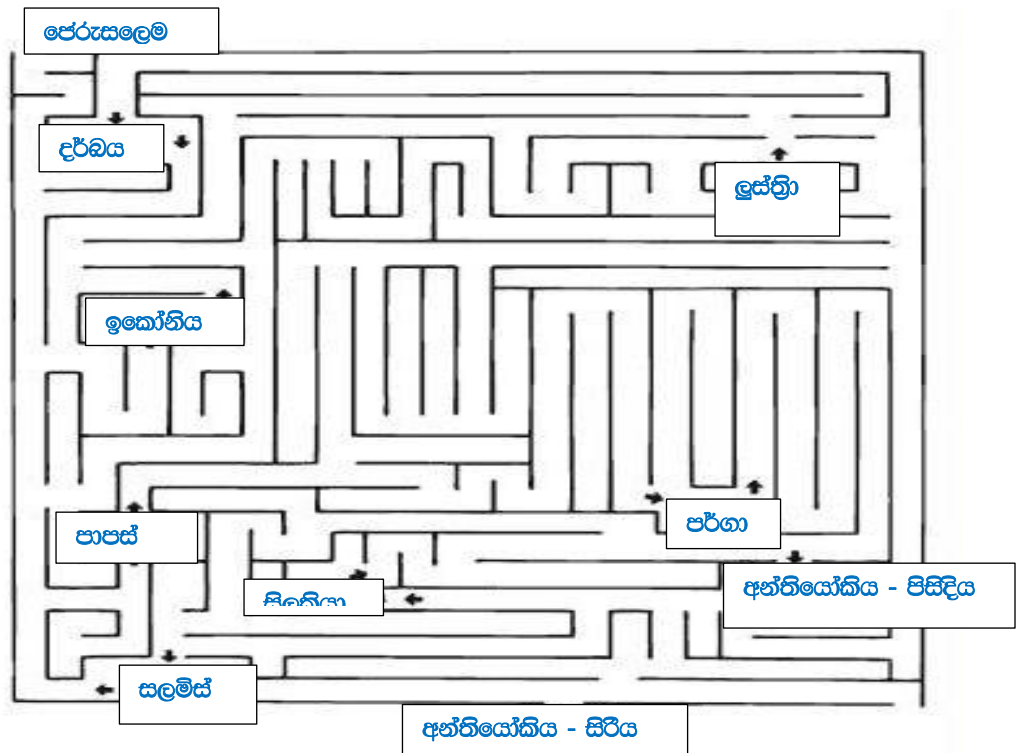 ජෙරුසලෙම
දර්බය
ලුස්ත්‍රා
ඉකෝනිය
පාපස්
පර්ගා
අන්තියෝකිය - පිසිදිය
සලමිස්
අන්තියෝකිය - සිරීය